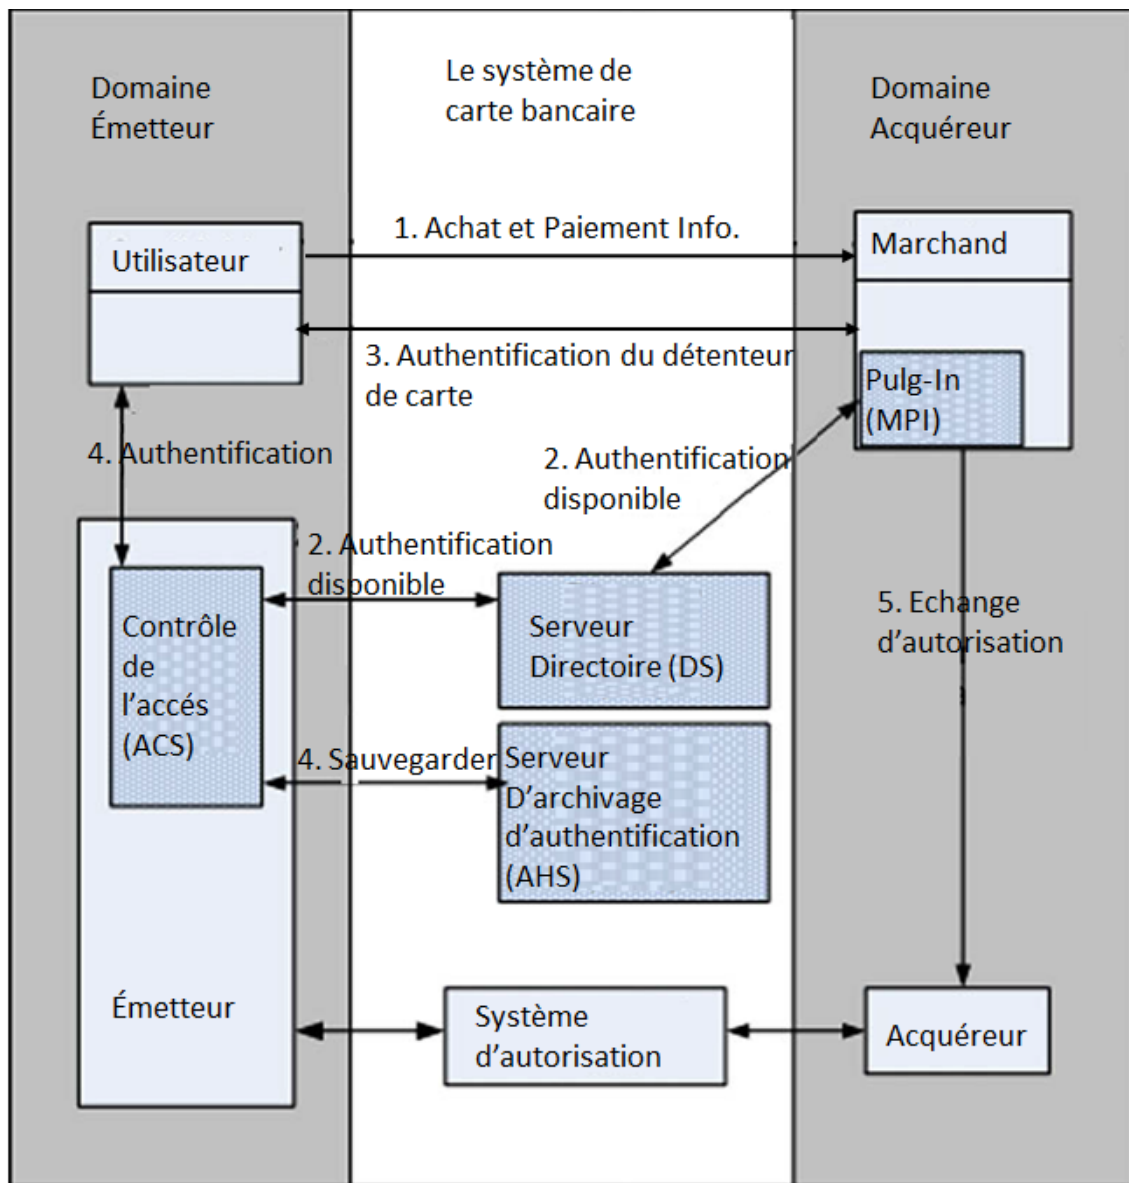 Domaine
Émetteur
Le système de
carte bancaire
Domaine
Acquéreur
1. Achat et Paiement Info.
Utilisateur
Marchand
3. Authentification du détenteur
de carte
Pulg-In
(MPI)
4. Authentification
2. Authentification
disponible
2. Authentification
disponible
Contrôle
de
l'accés
(ACS)
Serveur
Directoire (DS)
5. Echange
d'autorisation
4. Sauvegarder
Serveur
D'archivage
d'authentification
(AHS)
Émetteur
Système
d'autorisation
Acquéreur